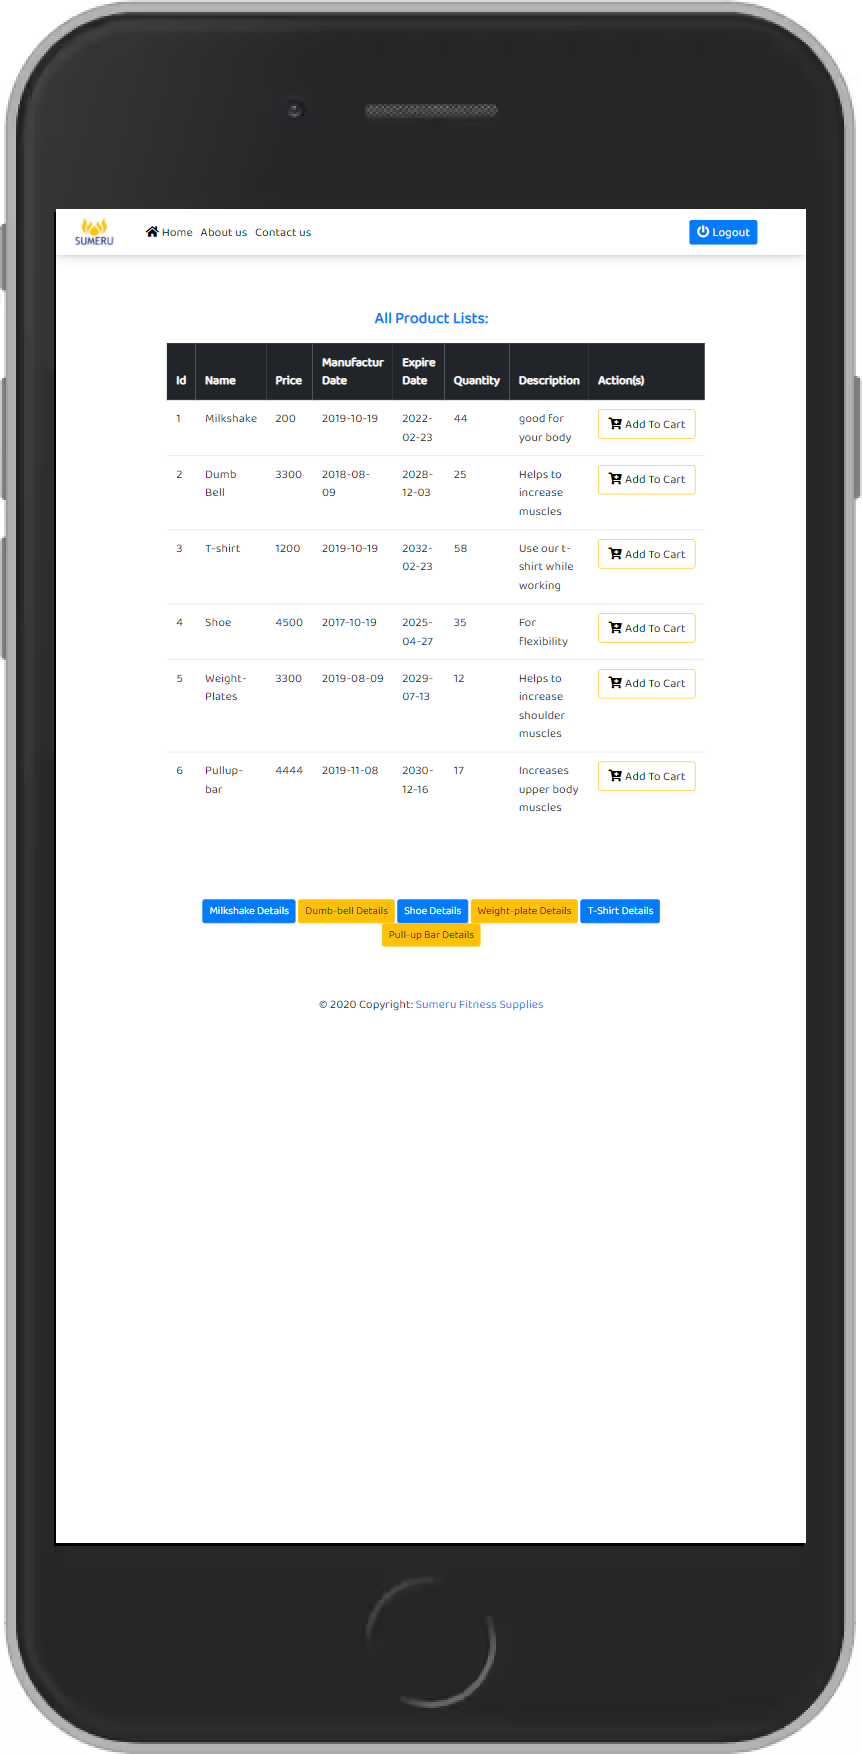 SUMERU
Home About us Contact us
Logout
All Product Lists:
Id Name Price Manufactur Date Expire Date Quantity Description Action(s)
1 Milkshake 200 2019-10-19 2022-02-23 44 good for your body Add To Cart
2 Dumb Bell 3300 2018-08-09 2028-12-03 25 Helps to increase muscles Add To Cart
3 T-shirt 1200 2019-10-19 2032-02-23 58 Use our t-shirt while working Add To Cart
4 Shoe 4500 2017-10-19 2025-04-27 35 For flexibility Add To Cart
5 Weight-Plates 3300 2019-08-09 2029-07-13 12 Helps to increase shoulder muscles Add To Cart
6 Pullup-bar 4444 2019-11-08 2030-12-16 17 Increases upper body muscles Add To Cart
Milkshake Details Dumb-bell Details Shoe Details Weight-plate Details T-Shirt Details
Pull-up Bar Details
© 2020 Copyright: Sumeru Fitness Supplies